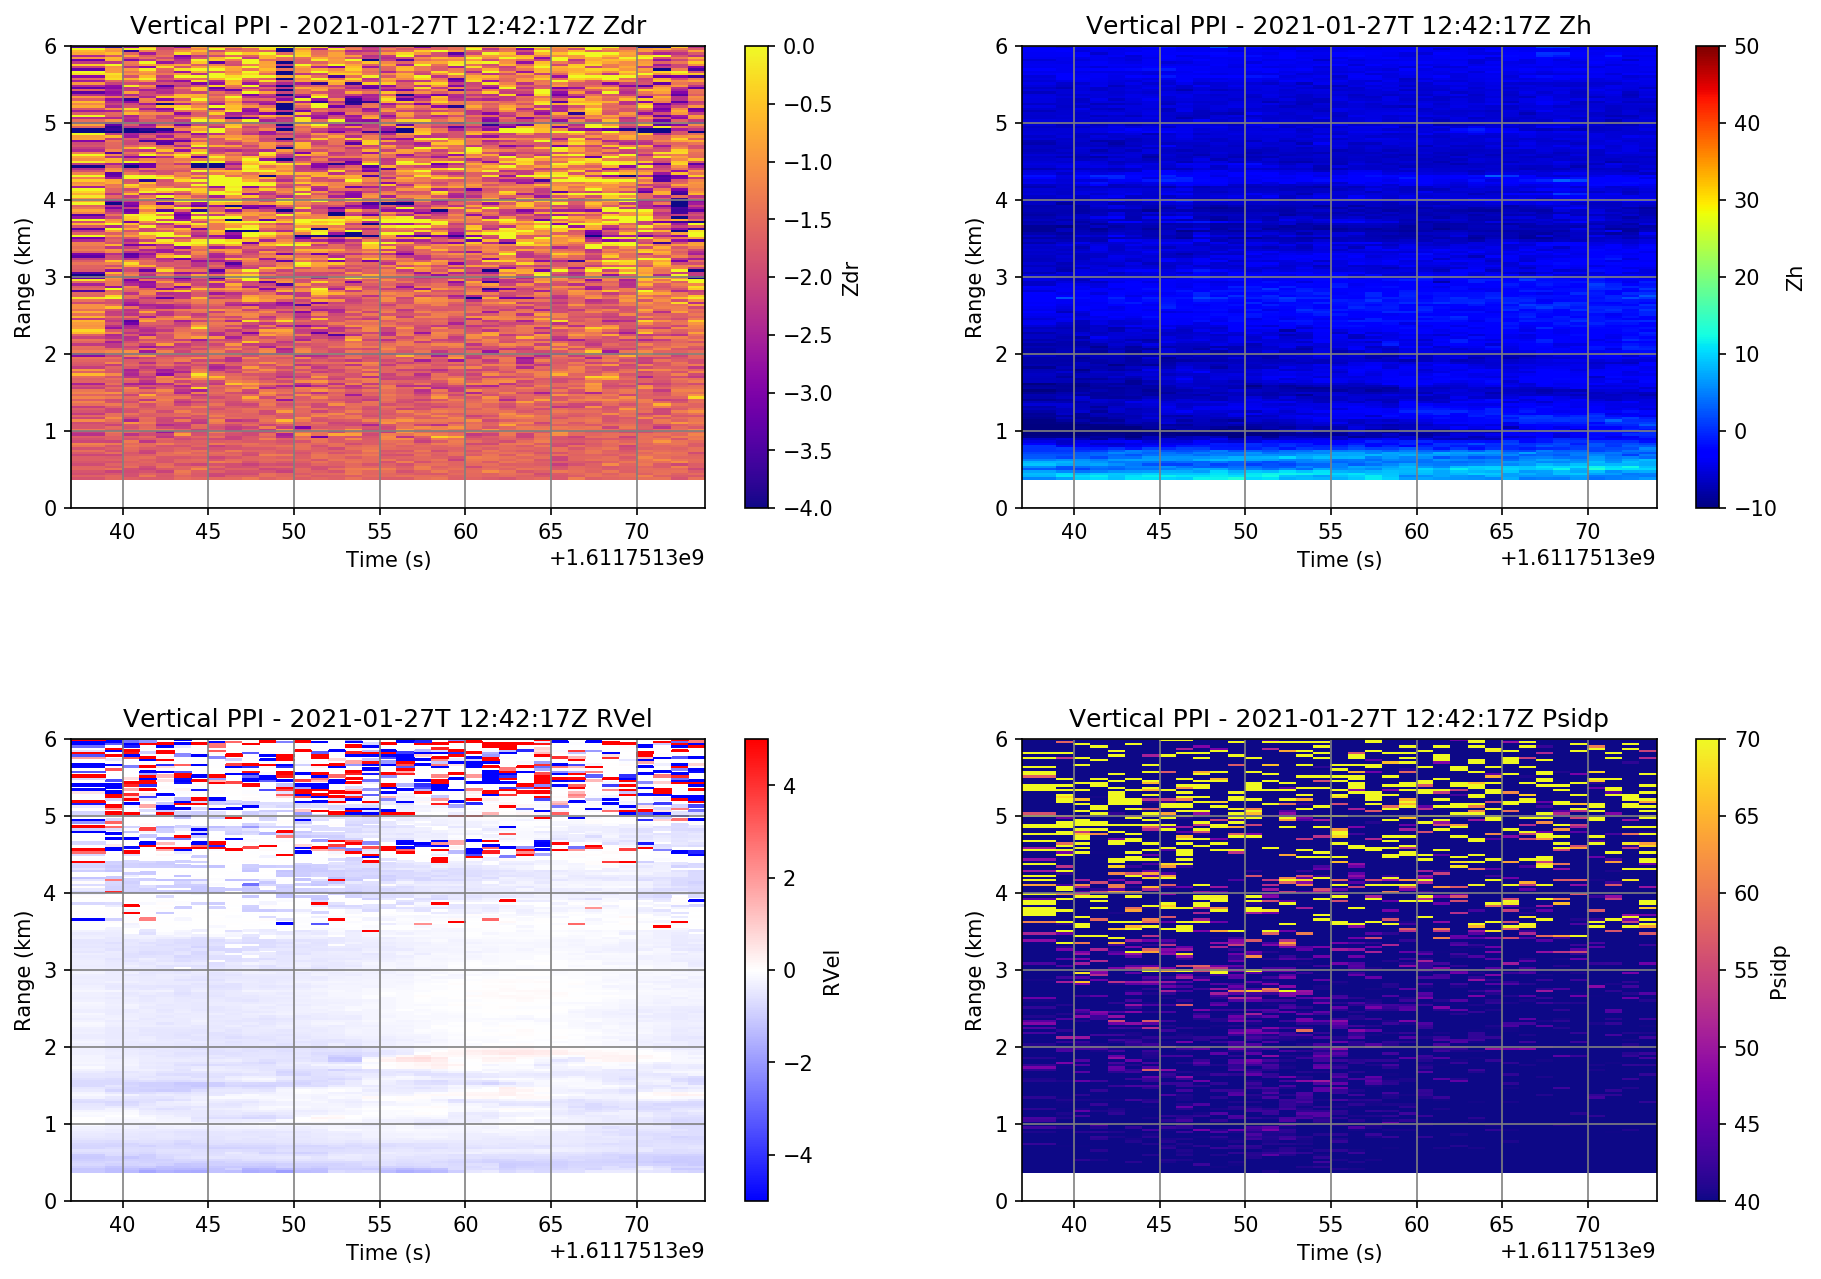 Vertical PPI - 2021-01-27T 12:42:17Z Zdr
6
5
4
3
2
1
0
Range (km)
40 45 50 55 60 65 70
Time (s)
+1.6117513e9
0.0
−0.5
−1.0
−1.5
−2.0
−2.5
−3.0
−3.5
−4.0
Zdr
Vertical PPI - 2021-01-27T 12:42:17Z Zh
6
5
4
3
2
1
0
Range (km)
40 45 50 55 60 65 70
Time (s)
+1.6117513e9
50
40
30
20
10
0
−10
Zh
Vertical PPI - 2021-01-27T 12:42:17Z RVel
6
5
4
3
2
1
0
Range (km)
40 45 50 55 60 65 70
Time (s)
+1.6117513e9
4
2
0
−2
−4
RVel
Vertical PPI - 2021-01-27T 12:42:17Z Psidp
6
5
4
3
2
1
0
Range (km)
40 45 50 55 60 65 70
Time (s)
+1.6117513e9
70
65
60
55
50
45
40
Psidp